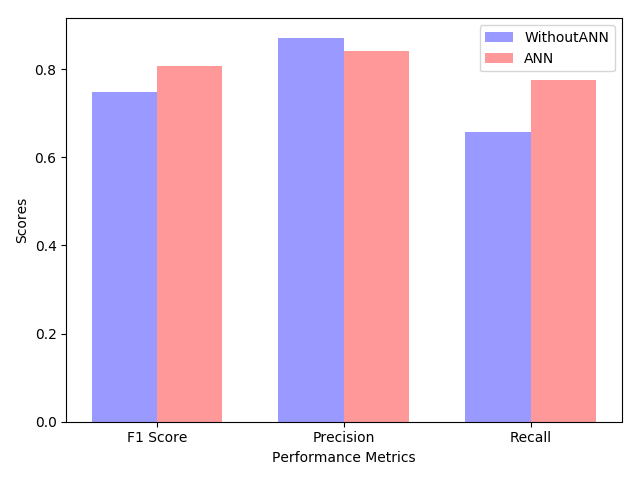 WithoutANN
ANN
0.8
0.6
0.4
0.2
0.0
Scores
F1 Score
Precision
Recall
Performance Metrics